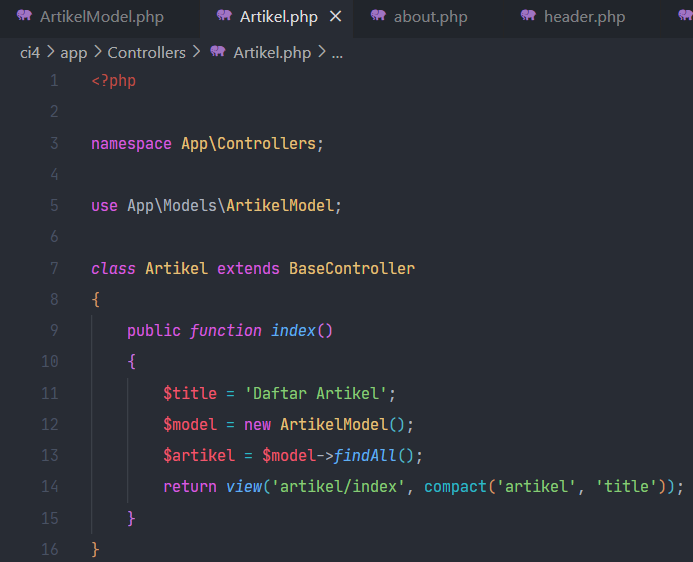 ArtikelModel.php Artikel.php × about.php header.php
ci4 > app > Controllers > Artikel.php > ...
1 <?php
2
3 namespace App\Controllers;
4
5 use App\Models\ArtikelModel;
6
7 class Artikel extends BaseController
8 {
9     public function index()
10     {
11         $title = 'Daftar Artikel';
12         $model = new ArtikelModel();
13         $artikel = $model->findAll();
14         return view('artikel/index', compact('artikel', 'title'));
15     }
16 }